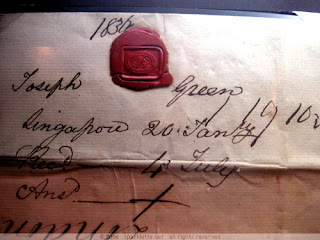 1836
Joseph Green
Singapore 20 Jany
Recd 4 July
Ansd